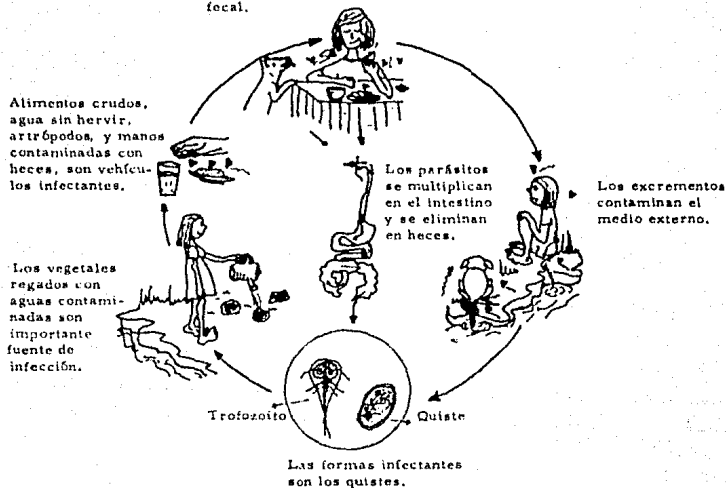 fecal.
Alimentos crudos,
agua sin hervir,
artrópodos, y manos
contaminadas con
heces, son vehícu-
los infectantes.
Los parásitos
se multiplican
en el intestino
y se eliminan
en heces.
Los excrementos
contaminan el
medio externo.
Los vegetales
regados con
aguas contami-
nadas son
importante
fuente de
infección.
Trofozoito
Quiste
Las formas infectantes
son los quistes.